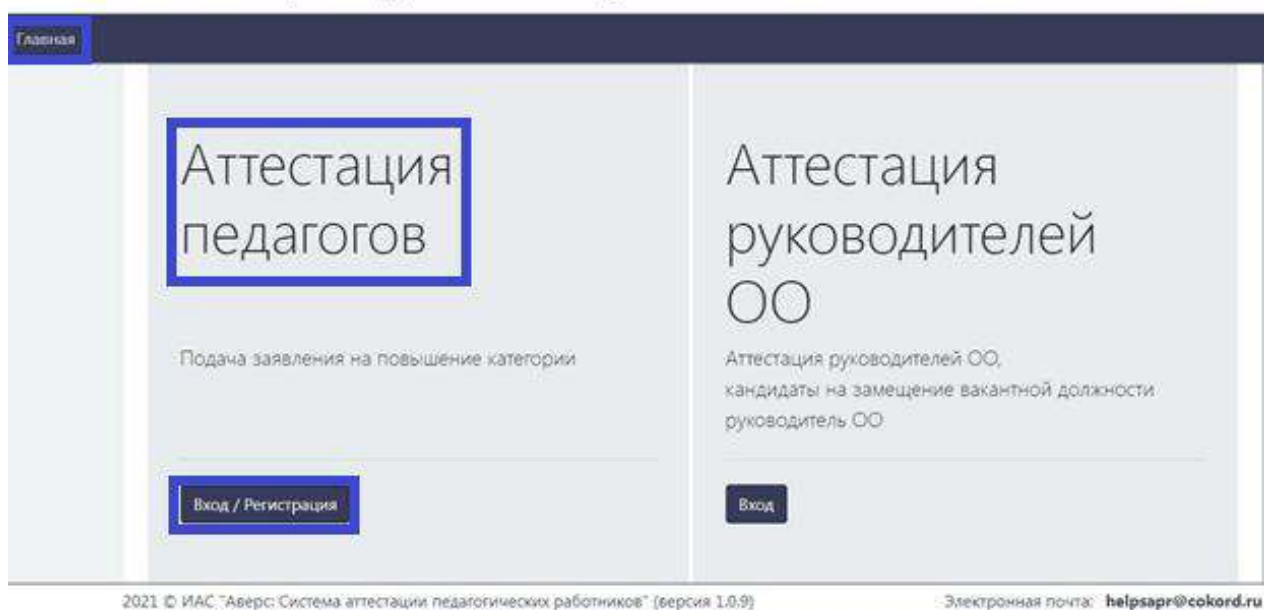 Главная
Аттестация
педагогов
Подача заявления на повышение категории
Вход / Регистрация
Аттестация
руководителей
ОО
Аттестация руководителей ОО,
кандидаты на замещение вакантной должности
руководитель ОО
Вход
2021 © ИАС "Аверс: Система аттестации педагогических работников" (версия 1.0.9)
Электронная почта: helpsapr@cokord.ru